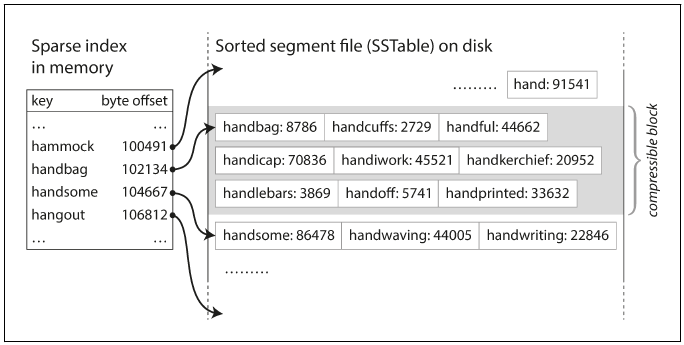 Sparse index
in memory
key byte offset
... ...
hammock 100491
handbag 102134
handsome 104667
hangout 106812
... ...
Sorted segment file (SSTable) on disk
......... hand: 91541
handbag: 8786 handcuffs: 2729 handful: 44662
handicap: 70836 handiwork: 45521 handkerchief: 20952
handlebars: 3869 handoff: 5741 handprinted: 33632
handsome: 86478 handwaving: 44005 handwriting: 22846
.........
compressible block